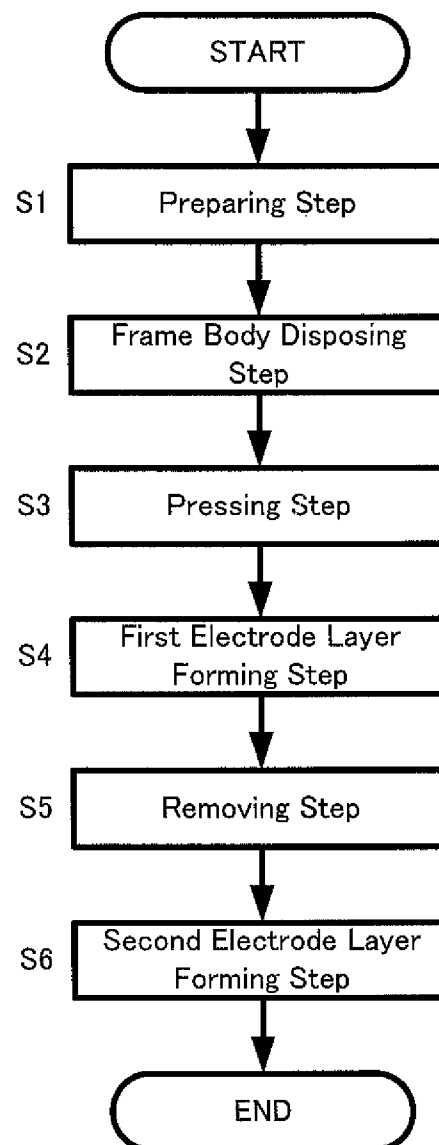 START
S1
Preparing Step
S2
Frame Body Disposing
Step
S3
Pressing Step
S4
First Electrode Layer
Forming Step
S5
Removing Step
S6
Second Electrode Layer
Forming Step
END